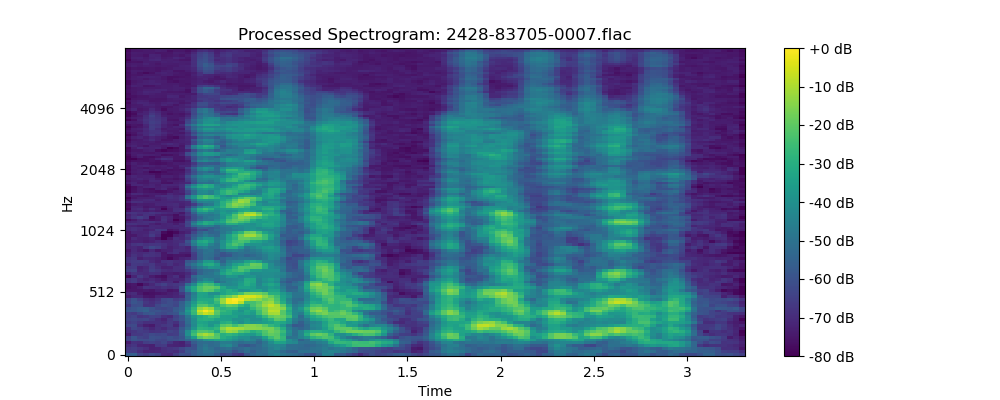 Processed Spectrogram: 2428-83705-0007.flac
Hz
4096
2048
1024
512
0
0
0.5
1
1.5
2
2.5
3
Time
+0 dB
-10 dB
-20 dB
-30 dB
-40 dB
-50 dB
-60 dB
-70 dB
-80 dB